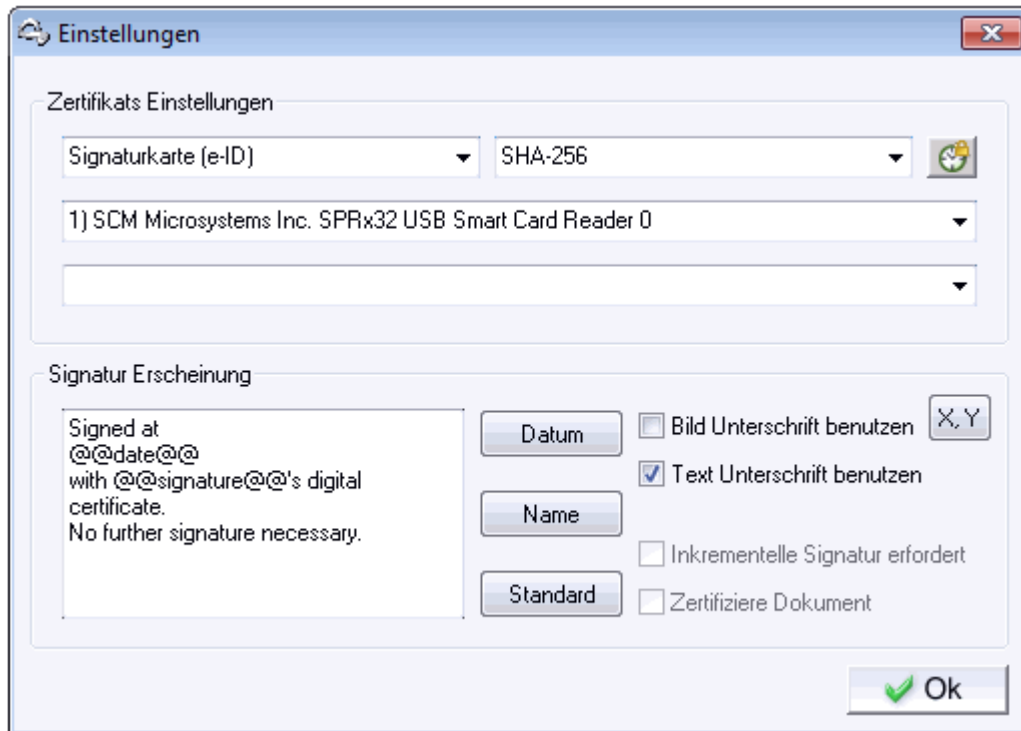 Einstellungen
Zertifikats Einstellungen
Signaturkarte (e-ID)
SHA-256
1) SCM Microsystems Inc. SPRx32 USB Smart Card Reader 0
Signatur Erscheinung
Signed at
@@date@@
with @@signature@@'s digital
certificate.
No further signature necessary.
Datum
Name
Standard
Bild Unterschrift benutzen
X, Y
Text Unterschrift benutzen
Inkrementelle Signatur erfordert
Zertifiziere Dokument
Ok